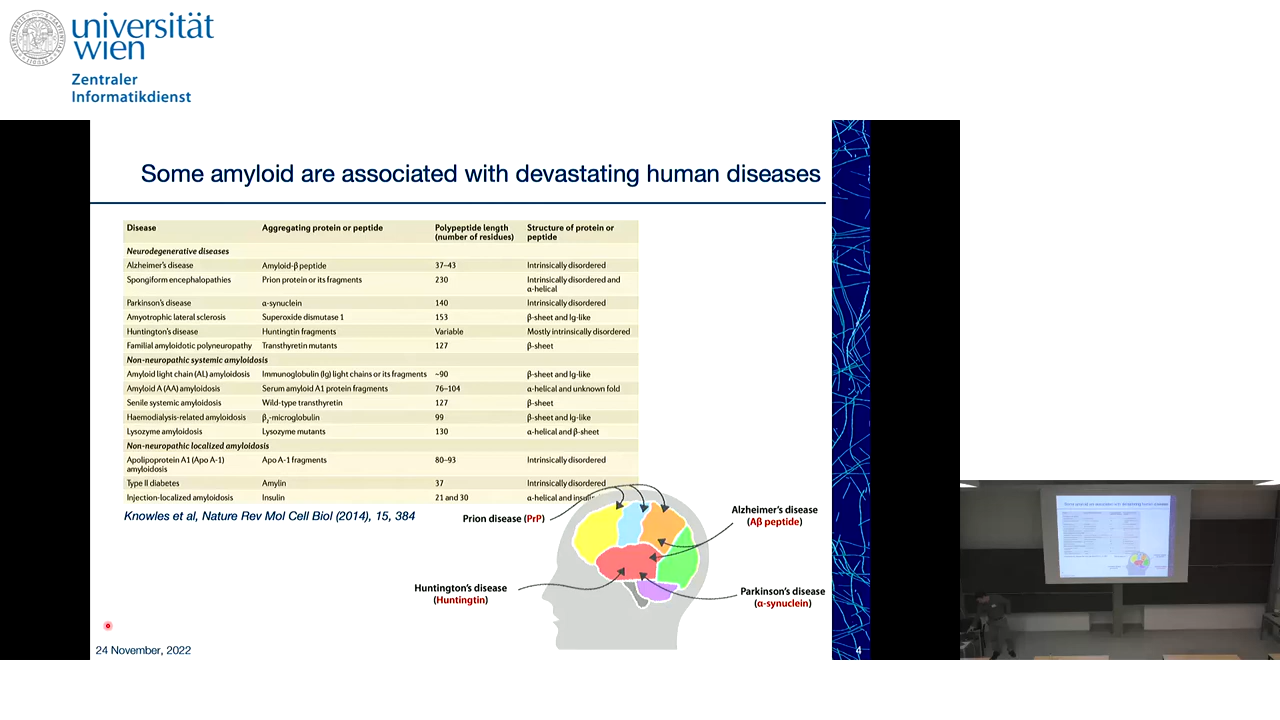 universität
wien
Zentraler
Informatikdienst
Some amyloid are associated with devastating human diseases
Disease Aggregating protein or peptide Polypeptide length (number of residues) Structure of protein or peptide
Neurodegenerative diseases
Alzheimer's disease Amyloid-β peptide 37–43 Intrinsically disordered
Spongiform encephalopathies Prion protein or its fragments 230 Intrinsically disordered and α-helical
Parkinson's disease α-synuclein 140 Intrinsically disordered
Amyotrophic lateral sclerosis Superoxide dismutase 1 153 β-sheet and Ig-like
Huntington's disease Huntingtin fragments Variable Mostly intrinsically disordered
Familial amyloidotic polyneuropathy Transthyretin mutants 127 β-sheet
Non-neuropathic systemic amyloidosis
Amyloid light chain (AL) amyloidosis Immunoglobulin (Ig) light chains or its fragments ~90 β-sheet and Ig-like
Amyloid A (AA) amyloidosis Serum amyloid A1 protein fragments 76–104 α-helical and unknown fold
Senile systemic amyloidosis Wild-type transthyretin 127 β-sheet
Haemodialysis-related amyloidosis β₂-microglobulin 99 β-sheet and Ig-like
Lysozyme amyloidosis Lysozyme mutants 130 α-helical and β-sheet
Non-neuropathic localized amyloidosis
Apolipoprotein A1 (Apo A-1) amyloidosis Apo A-1 fragments 80–93 Intrinsically disordered
Type II diabetes Amylin 37 Intrinsically disordered
Injection-localized amyloidosis Insulin 21 and 30 α-helical and
Knowles et al, Nature Rev Mol Cell Biol (2014), 15, 384
Prion disease (PrP)
Alzheimer's disease
(Aβ peptide)
Huntington's disease
(Huntingtin)
Parkinson's disease
(α-synuclein)
24 November, 2022
4